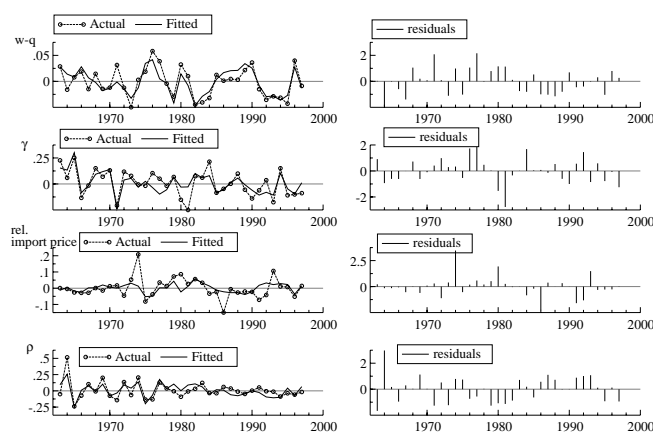 Actual Fitted
w-q
.05
0
1970 1980 1990 2000
residuals
2
0
1970 1980 1990 2000
Actual Fitted
γ
.25
0
1970 1980 1990 2000
residuals
2
0
1970 1980 1990 2000
rel.
import price
Actual Fitted
.2
.1
0
-.1
1970 1980 1990 2000
residuals
2.5
0
1970 1980 1990 2000
Actual Fitted
ρ
.5
.25
0
-.25
1970 1980 1990 2000
residuals
2
0
1970 1980 1990 2000